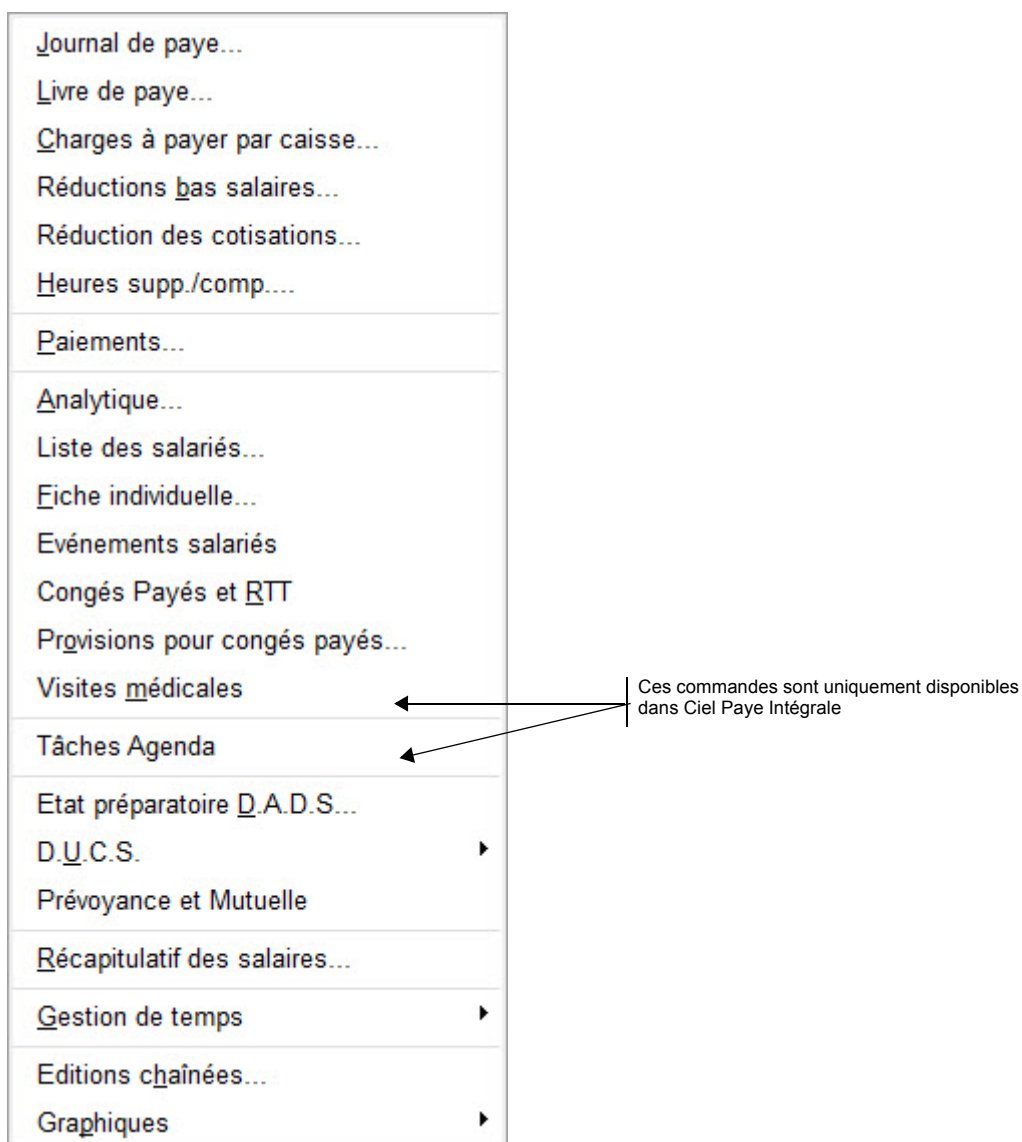 Journal de paye...
Livre de paye...
Charges à payer par caisse...
Réductions bas salaires...
Réduction des cotisations...
Heures supp./comp....
Paiements...
Analytique...
Liste des salariés...
Fiche individuelle...
Evénements salariés
Congés Payés et RTT
Provisions pour congés payés...
Visites médicales
Ces commandes sont uniquement disponibles
dans Ciel Paye Intégrale
Tâches Agenda
Etat préparatoire D.A.D.S...
D.U.C.S.
Prévoyance et Mutuelle
Récapitulatif des salaires...
Gestion de temps
Editions chaînées...
Graphiques